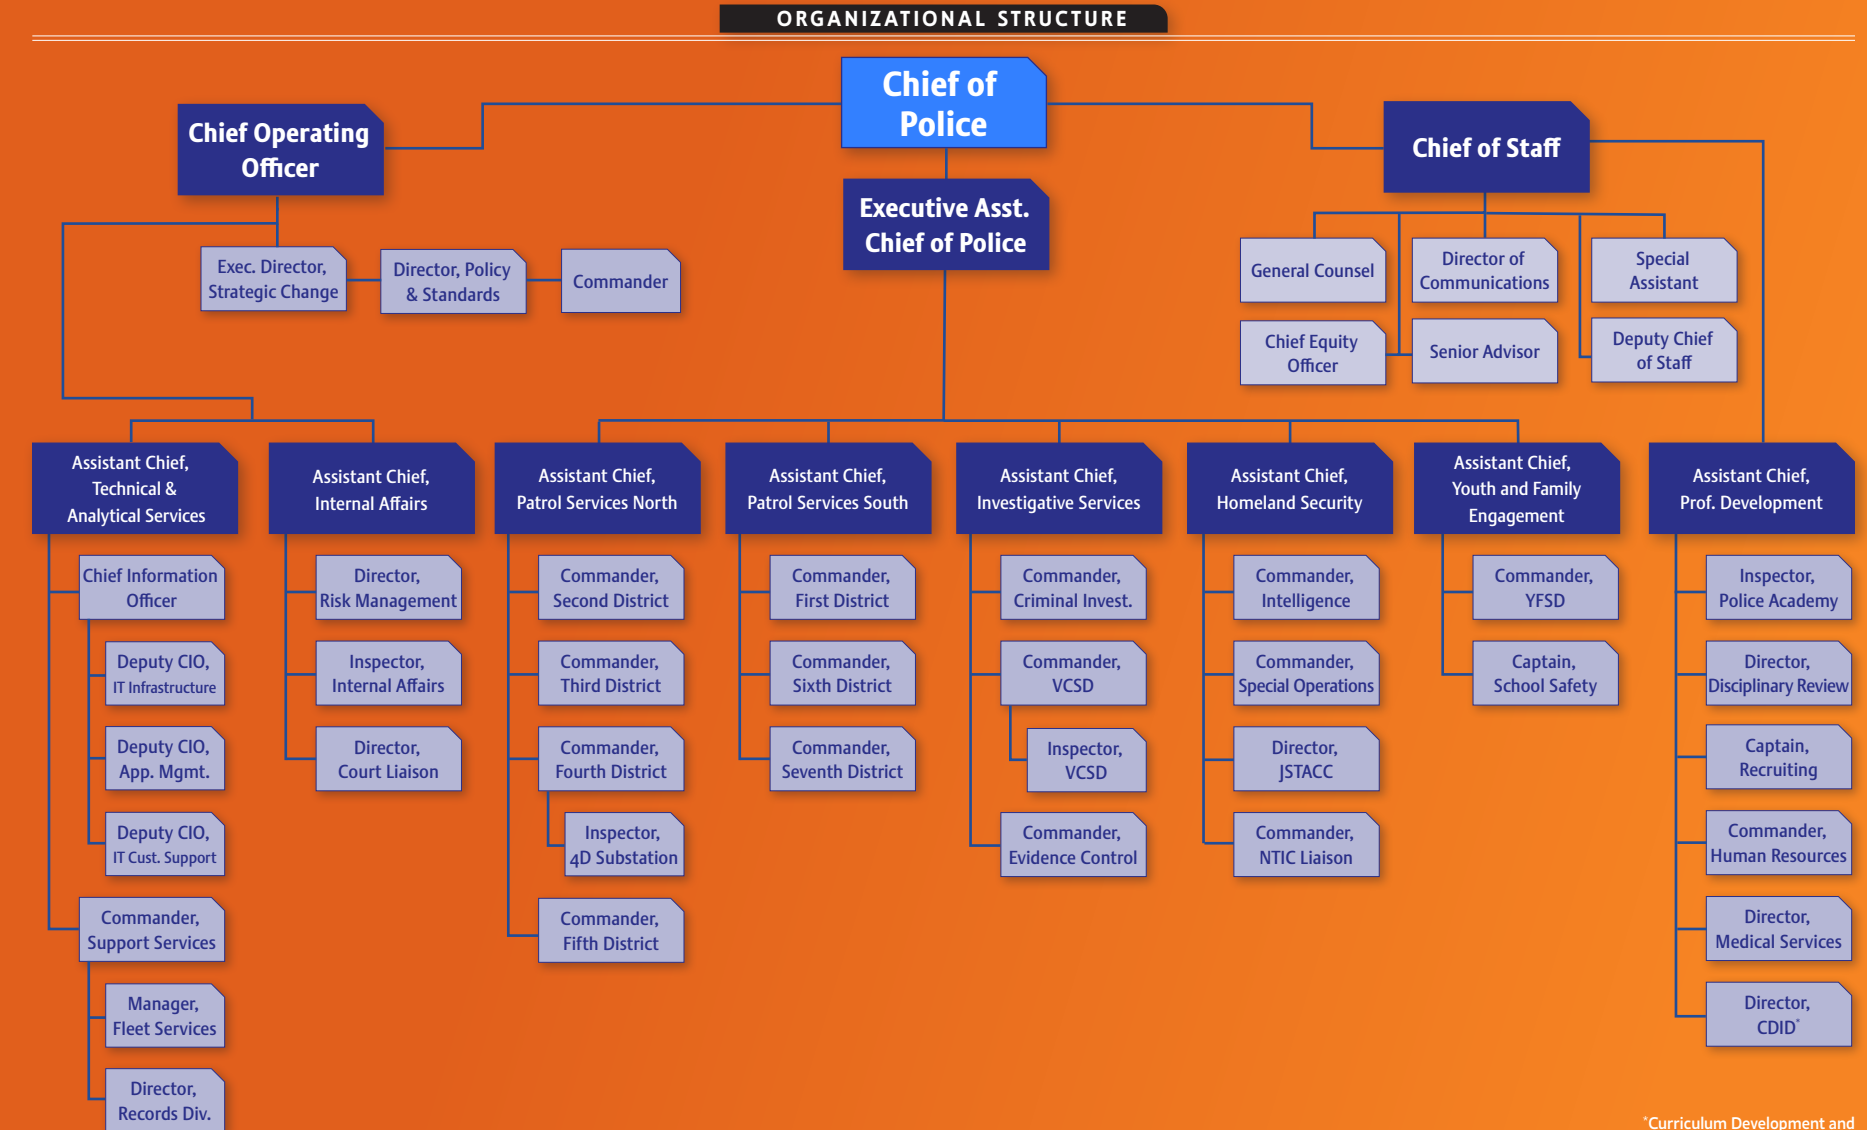 ORGANIZATIONAL STRUCTURE
Chief of
Police
Chief Operating
Officer
Chief of Staff
Executive Asst.
Chief of Police
Exec. Director,
Strategic Change
Director, Policy
& Standards
Commander
General Counsel
Director of
Communications
Special
Assistant
Chief Equity
Officer
Senior Advisor
Deputy Chief
of Staff
Assistant Chief,
Technical &
Analytical Services
Chief Information
Officer
Deputy CIO,
IT Infrastructure
Deputy CIO,
App. Mgmt.
Deputy CIO,
IT Cust. Support
Commander,
Support Services
Manager,
Fleet Services
Director,
Records Div.
Assistant Chief,
Internal Affairs
Director,
Risk Management
Inspector,
Internal Affairs
Director,
Court Liaison
Assistant Chief,
Patrol Services North
Commander,
Second District
Commander,
Third District
Commander,
Fourth District
Inspector,
4D Substation
Commander,
Fifth District
Assistant Chief,
Patrol Services South
Commander,
First District
Commander,
Sixth District
Commander,
Seventh District
Assistant Chief,
Investigative Services
Commander,
Criminal Invest.
Commander,
VCSD
Inspector,
VCSD
Commander,
Evidence Control
Assistant Chief,
Homeland Security
Commander,
Intelligence
Commander,
Special Operations
Director,
JSTACC
Commander,
NTIC Liaison
Assistant Chief,
Youth and Family
Engagement
Commander,
YFSD
Captain,
School Safety
Assistant Chief,
Prof. Development
Inspector,
Police Academy
Director,
Disciplinary Review
Captain,
Recruiting
Commander,
Human Resources
Director,
Medical Services
Director,
CDID*
*Curriculum Development and